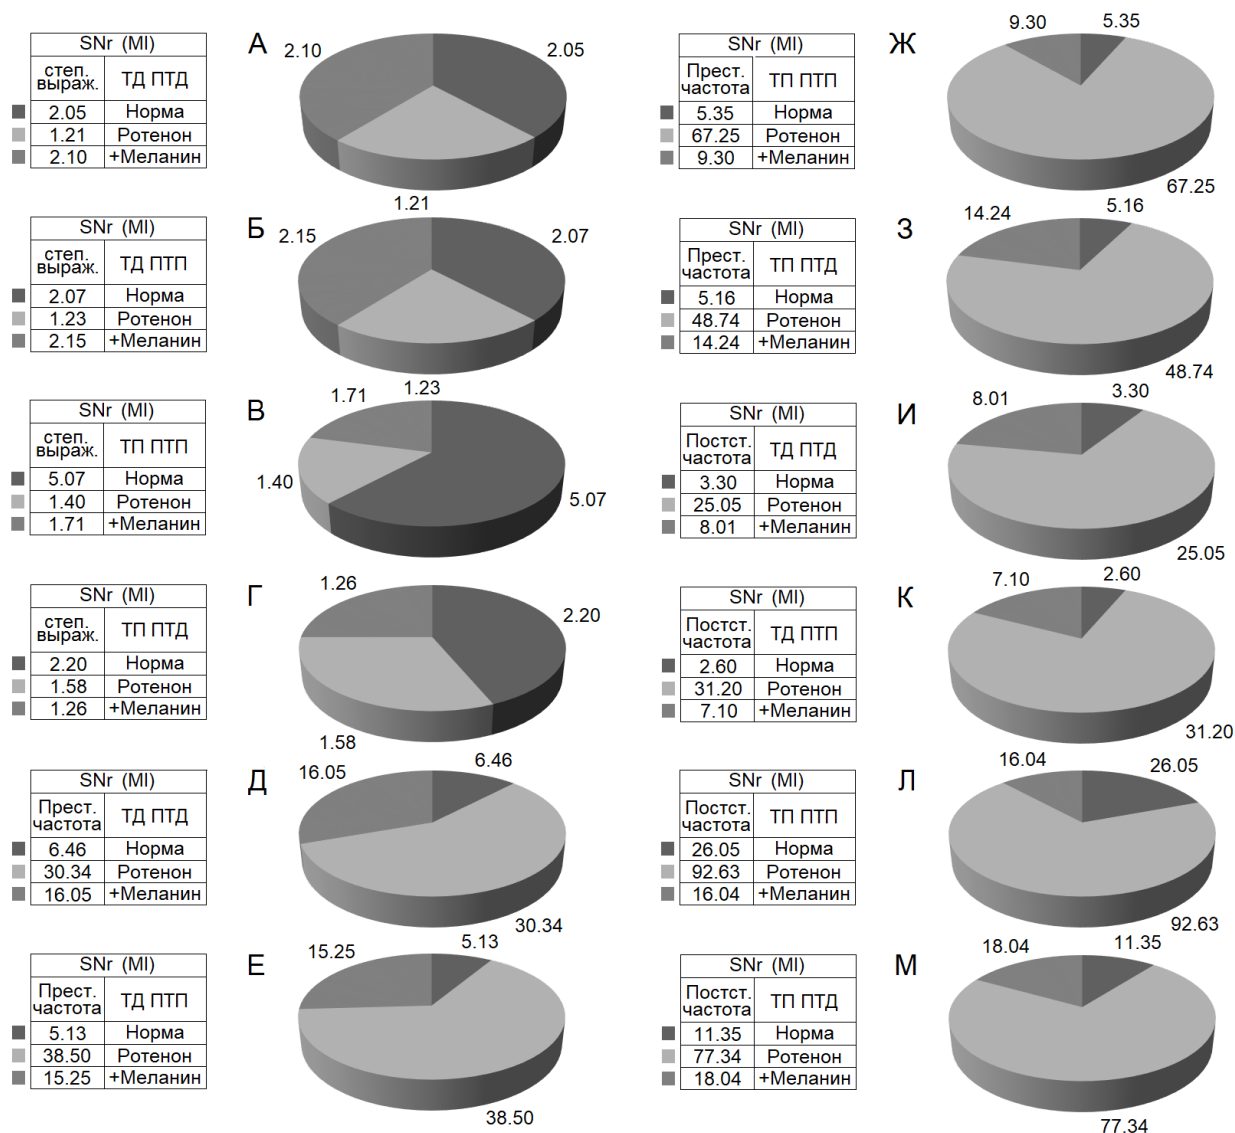 SNr (MI)
степ. выраж. ТД ПТД
2.05 Норма
1.21 Ротенон
2.10 +Меланин
А
2.10
2.05
1.21
SNr (MI)
степ. выраж. ТД ПТП
2.07 Норма
1.23 Ротенон
2.15 +Меланин
Б
2.15
2.07
1.23
SNr (MI)
степ. выраж. ТП ПТП
5.07 Норма
1.40 Ротенон
1.71 +Меланин
В
1.71
1.40
5.07
SNr (MI)
степ. выраж. ТП ПТД
2.20 Норма
1.58 Ротенон
1.26 +Меланин
Г
1.26
2.20
1.58
SNr (MI)
Прест. частота ТД ПТД
6.46 Норма
30.34 Ротенон
16.05 +Меланин
Д
16.05
6.46
30.34
SNr (MI)
Прест. частота ТД ПТП
5.13 Норма
38.50 Ротенон
15.25 +Меланин
Е
15.25
5.13
38.50
SNr (MI)
Прест. частота ТП ПТП
5.35 Норма
67.25 Ротенон
9.30 +Меланин
Ж
9.30
5.35
67.25
SNr (MI)
Прест. частота ТП ПТД
5.16 Норма
48.74 Ротенон
14.24 +Меланин
З
14.24
5.16
48.74
SNr (MI)
Постст. частота ТД ПТД
3.30 Норма
25.05 Ротенон
8.01 +Меланин
И
8.01
3.30
25.05
SNr (MI)
Постст. частота ТД ПТП
2.60 Норма
31.20 Ротенон
7.10 +Меланин
К
7.10
2.60
31.20
SNr (MI)
Постст. частота ТП ПТП
26.05 Норма
92.63 Ротенон
16.04 +Меланин
Л
16.04
26.05
92.63
SNr (MI)
Постст. частота ТП ПТД
11.35 Норма
77.34 Ротенон
18.04 +Меланин
М
18.04
11.35
77.34